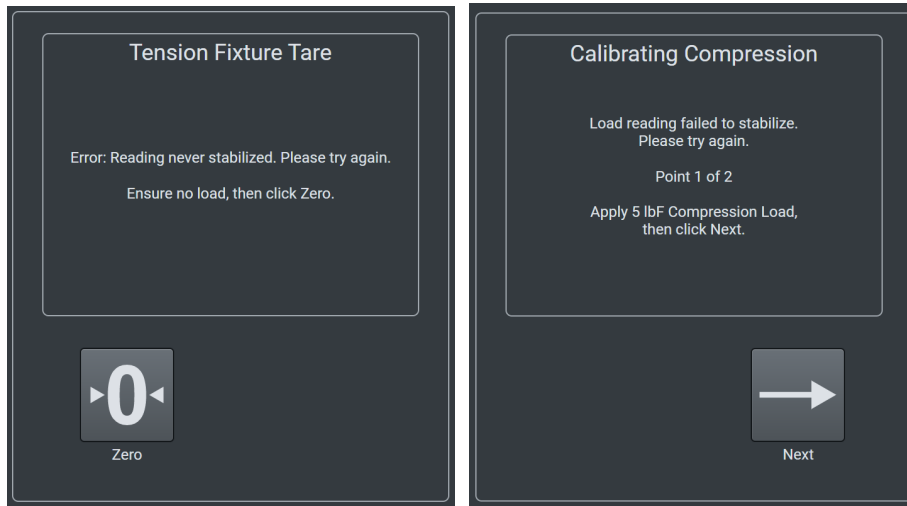 Tension Fixture Tare
Error: Reading never stabilized. Please try again.
Ensure no load, then click Zero.
0
Zero
Calibrating Compression
Load reading failed to stabilize.
Please try again.
Point 1 of 2
Apply 5 lbF Compression Load,
then click Next.
Next